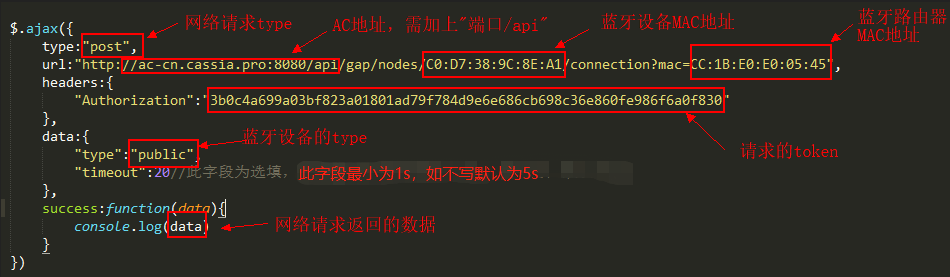 网络请求type
AC地址，需加上"端口/api"
蓝牙设备MAC地址
蓝牙路由器
MAC地址
$.ajax({
type:"post",
url:"http://ac-cn.cassia.pro:8080/api/gap/nodes/C0:D7:38:9C:8E:A1/connection?mac=CC:1B:E0:E0:05:45",
headers:{
"Authorization":"3b0c4a699a03bf823a01801ad79f784d9e6e686cb698c36e860fe986f6a0f830"
},
请求的token
data:{
蓝牙设备的type
"type":"public",
"timeout":20//此字段为选填，此字段最小为1s，如不写默认为5s
},
success:function(data){
console.log(data)
网络请求返回的数据
}
})